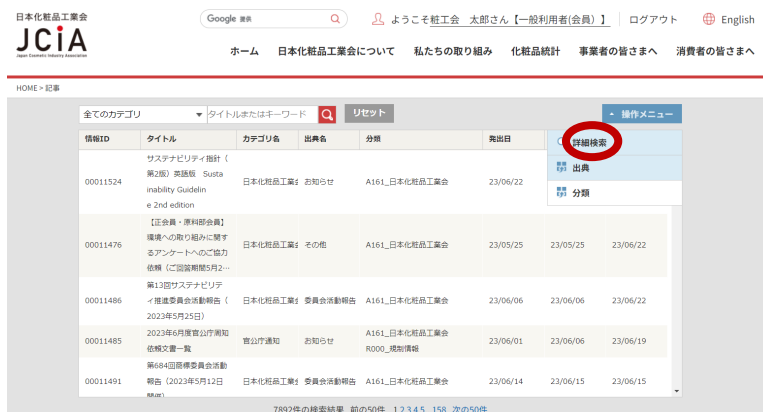 日本化粧品工業会
JCiA
Japan Cosmetic Industry Association
Google 提供
ようこそ粧工会　太郎さん【一般利用者(会員)】
ログアウト
English
ホーム
日本化粧品工業会について
私たちの取り組み
化粧品統計
事業者の皆さまへ
消費者の皆さまへ
HOME > 記事
全てのカテゴリ
タイトルまたはキーワード
リセット
操作メニュー
詳細検索
出典
分類
情報ID タイトル カテゴリ名 出典名 分類 発出日
サステナビリティ指針（
第2版）英語版　Susta
inability Guidelin
e 2nd edition
00011524 日本化粧品工業 お知らせ A161_日本化粧品工業会 23/06/22
【正会員・原料部会員】
環境への取り組みに関す
るアンケートへのご協力
依頼（ご回答期間5月2…
00011476 日本化粧品工業 その他 A161_日本化粧品工業会 23/05/25 23/05/25 23/06/22
第13回サステナビリテ
ィ推進委員会活動報告（
2023年5月25日）
00011486 日本化粧品工業 委員会活動報告 A161_日本化粧品工業会 23/06/06 23/06/06 23/06/22
2023年6月度官公庁周知
依頼文書一覧
00011485 官公庁通知 お知らせ A161_日本化粧品工業会
R000_規制情報
23/06/01 23/06/06 23/06/19
第684回商標委員会活動
報告（2023年5月12日
開催）
00011491 日本化粧品工業 委員会活動報告 A161_日本化粧品工業会 23/06/14 23/06/15 23/06/15
7892件の検索結果 前の50件 1 2 3 4 5 158 次の50件